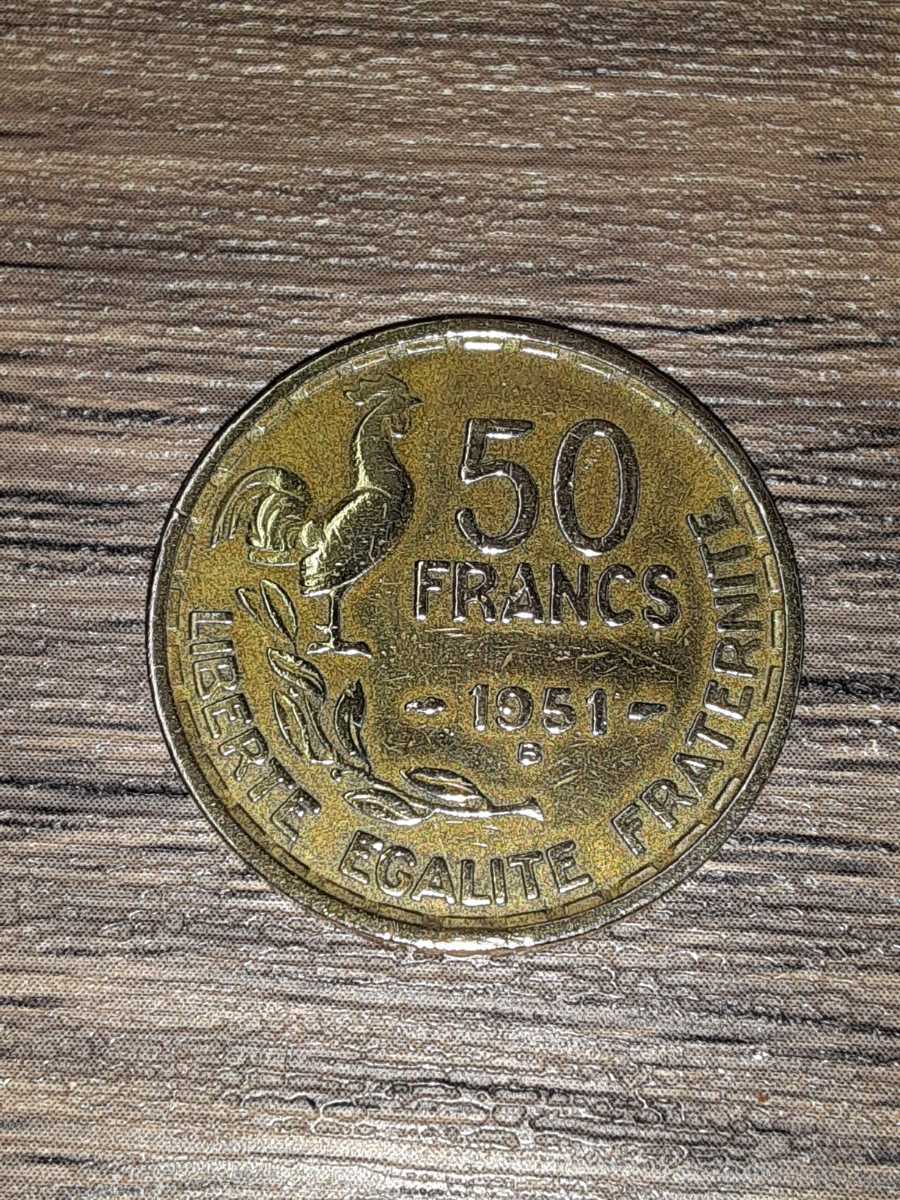 50
FRANCS
1951
B
LIBERTE EGALITE FRATERNITE